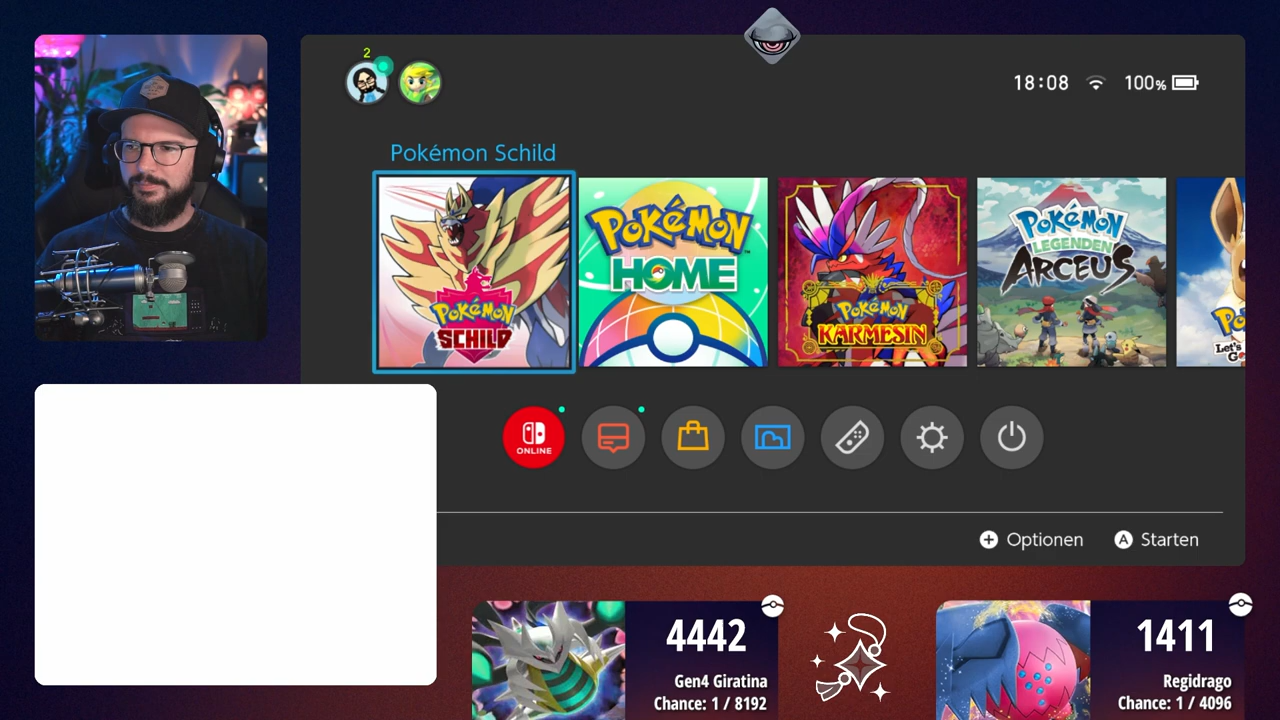 2
18:08
100%
Pokémon Schild
POKÉMON
SCHILD
POKÉMON
HOME
POKÉMON
KARMESIN
POKÉMON
LEGENDEN
ARCEUS
Let's
ONLINE
Optionen
A Starten
4442
Gen4 Giratina
Chance: 1 / 8192
1411
Regidrago
Chance: 1 / 4096